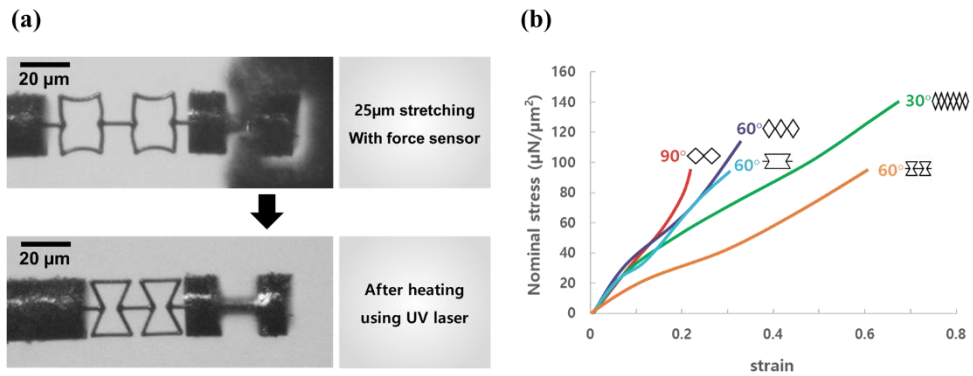 (a)
20 µm
25µm stretching
With force sensor
20 µm
After heating
using UV laser
(b)
Nominal stress (µN/µm²)
160
140
120
100
80
60
40
20
0
0
0.2
0.4
0.6
0.8
strain
90°
60°
60°
30°
60°